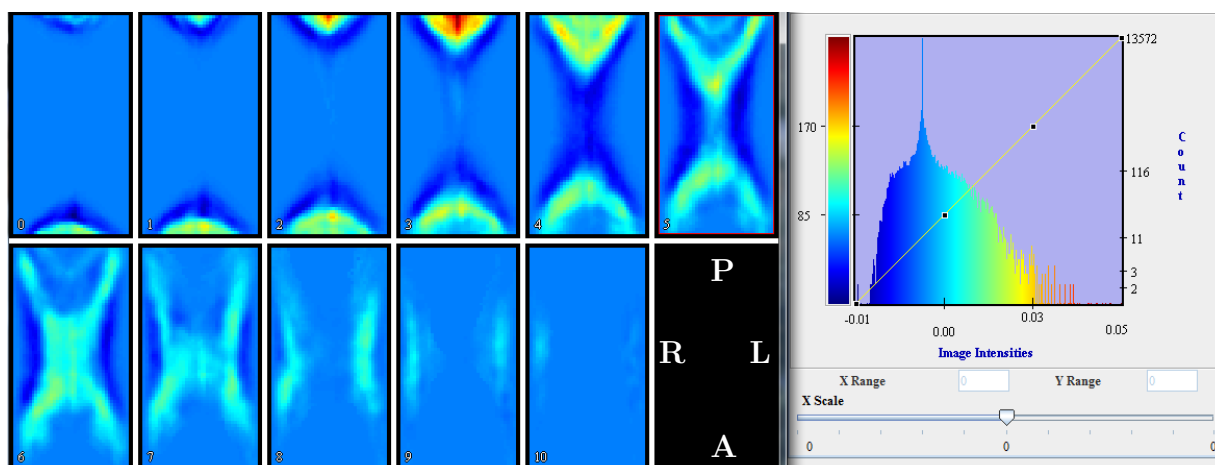 0
1
2
3
4
5
6
7
8
9
10
P
R L
A
13572
170
116
85
11
3
2
-0.01
0.00
0.03
0.05
Image Intensities
Count
X Range 0 Y Range 0
X Scale
0 0 0